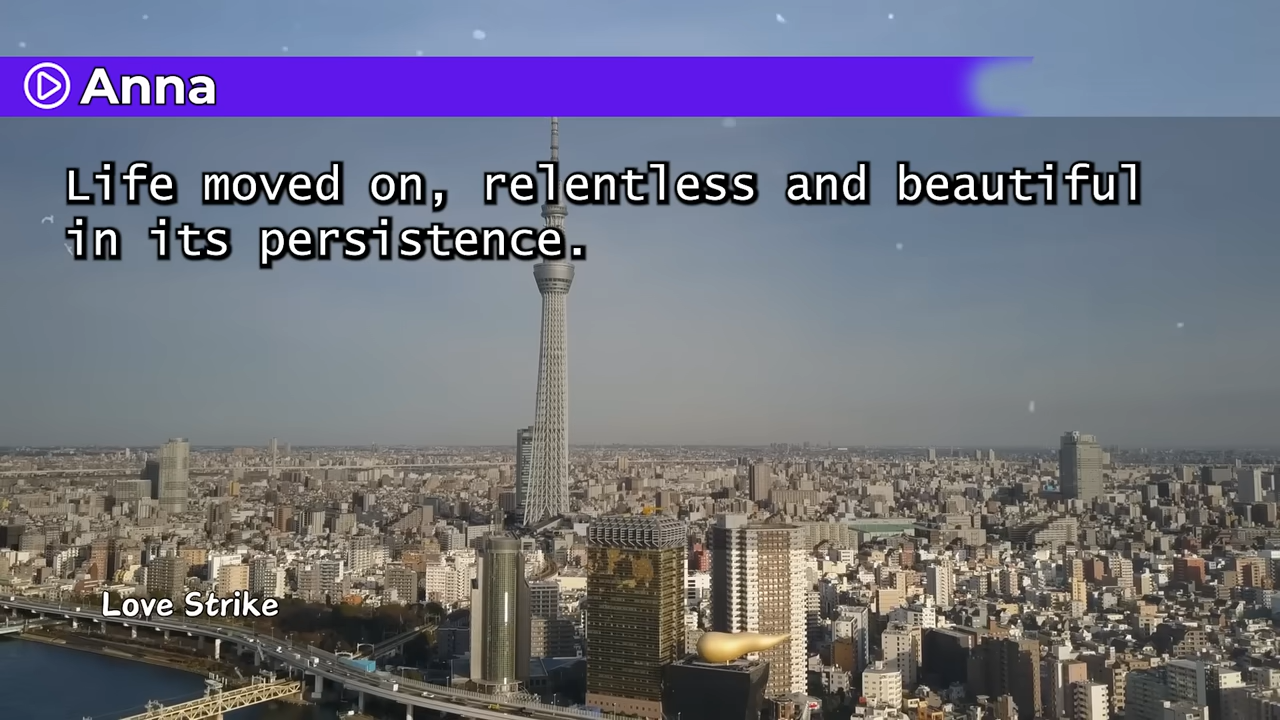 Anna
Life moved on, relentless and beautiful
in its persistence.
Love Strike